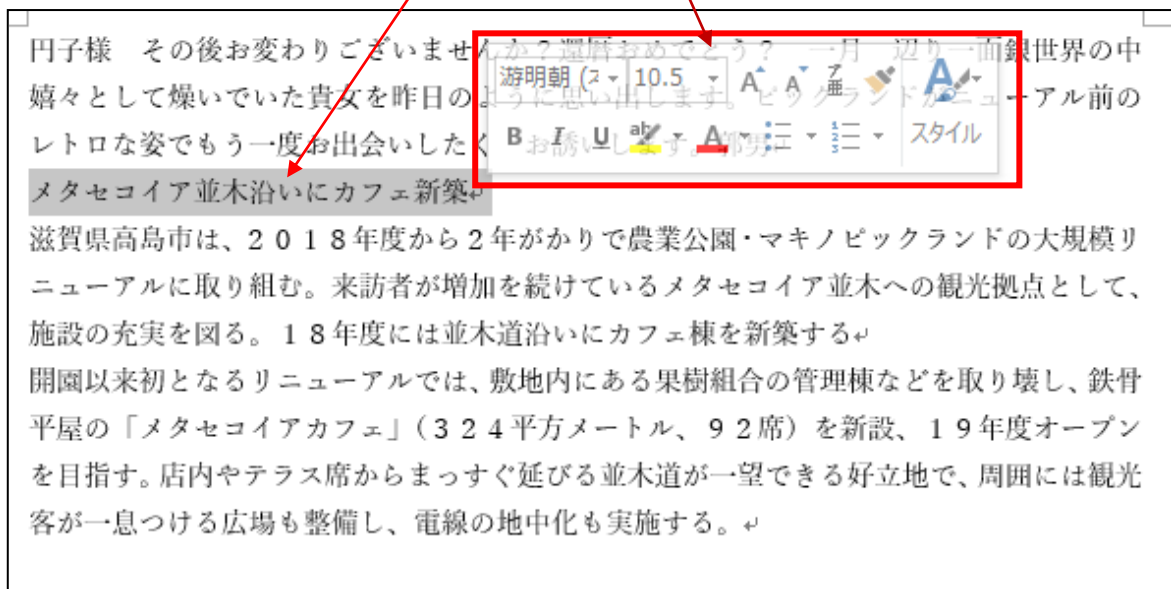 円子様　その後お変わりございませんか？還暦おめでとう？　一月　辺り一面銀世界の中
嬉々として燥いでいた貴女を昨日のように思い出します。ピックランドがニューアル前の
レトロな姿でもう一度お出会いしたく　お誘いします。
游明朝 (ス 10.5 A A ア亜 A
B I U ab A スタイル
メタセコイア並木沿いにカフェ新築
滋賀県高島市は、２０１８年度から２年がかりで農業公園・マキノピックランドの大規模リ
ニューアルに取り組む。来訪者が増加を続けているメタセコイア並木への観光拠点として、
施設の充実を図る。１８年度には並木道沿いにカフェ棟を新築する
開園以来初となるリニューアルでは、敷地内にある果樹組合の管理棟などを取り壊し、鉄骨
平屋の「メタセコイアカフェ」（３２４平方メートル、９２席）を新設、１９年度オープン
を目指す。店内やテラス席からまっすぐ延びる並木道が一望できる好立地で、周囲には観光
客が一息つける広場も整備し、電線の地中化も実施する。